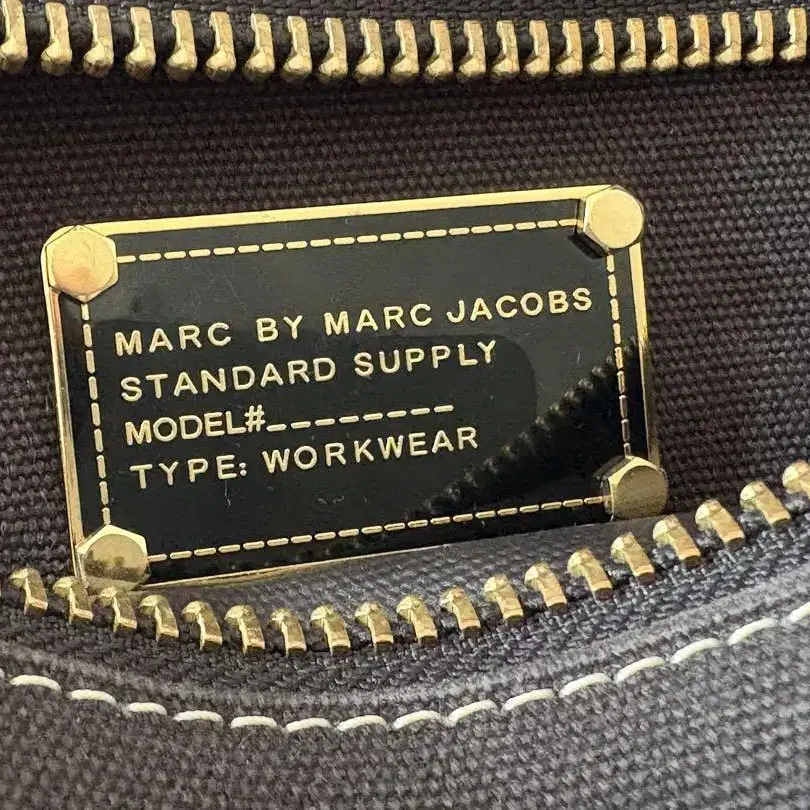 MARC BY MARC JACOBS
STANDARD SUPPLY
MODEL#_________
TYPE: WORKWEAR